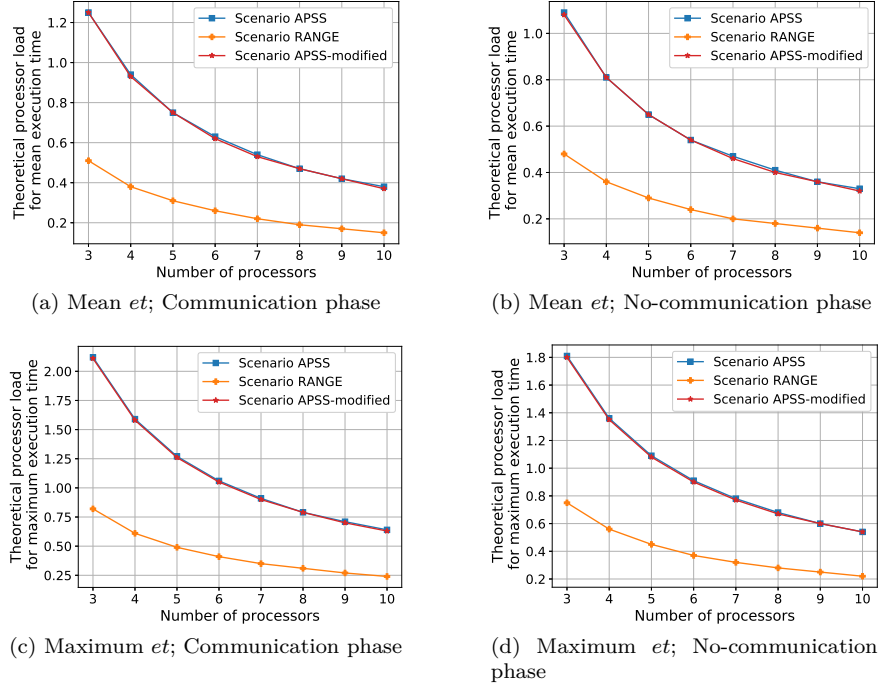 Theoretical processor load
for mean execution time
1.2
1.0
0.8
0.6
0.4
0.2
Scenario APSS
Scenario RANGE
Scenario APSS-modified
3 4 5 6 7 8 9 10
Number of processors
(a) Mean et; Communication phase
Theoretical processor load
for mean execution time
1.0
0.8
0.6
0.4
0.2
Scenario APSS
Scenario RANGE
Scenario APSS-modified
3 4 5 6 7 8 9 10
Number of processors
(b) Mean et; No-communication phase
Theoretical processor load
for maximum execution time
2.00
1.75
1.50
1.25
1.00
0.75
0.50
0.25
Scenario APSS
Scenario RANGE
Scenario APSS-modified
3 4 5 6 7 8 9 10
Number of processors
(c) Maximum et; Communication phase
Theoretical processor load
for maximum execution time
1.8
1.6
1.4
1.2
1.0
0.8
0.6
0.4
0.2
Scenario APSS
Scenario RANGE
Scenario APSS-modified
3 4 5 6 7 8 9 10
Number of processors
(d) Maximum et; No-communication
phase